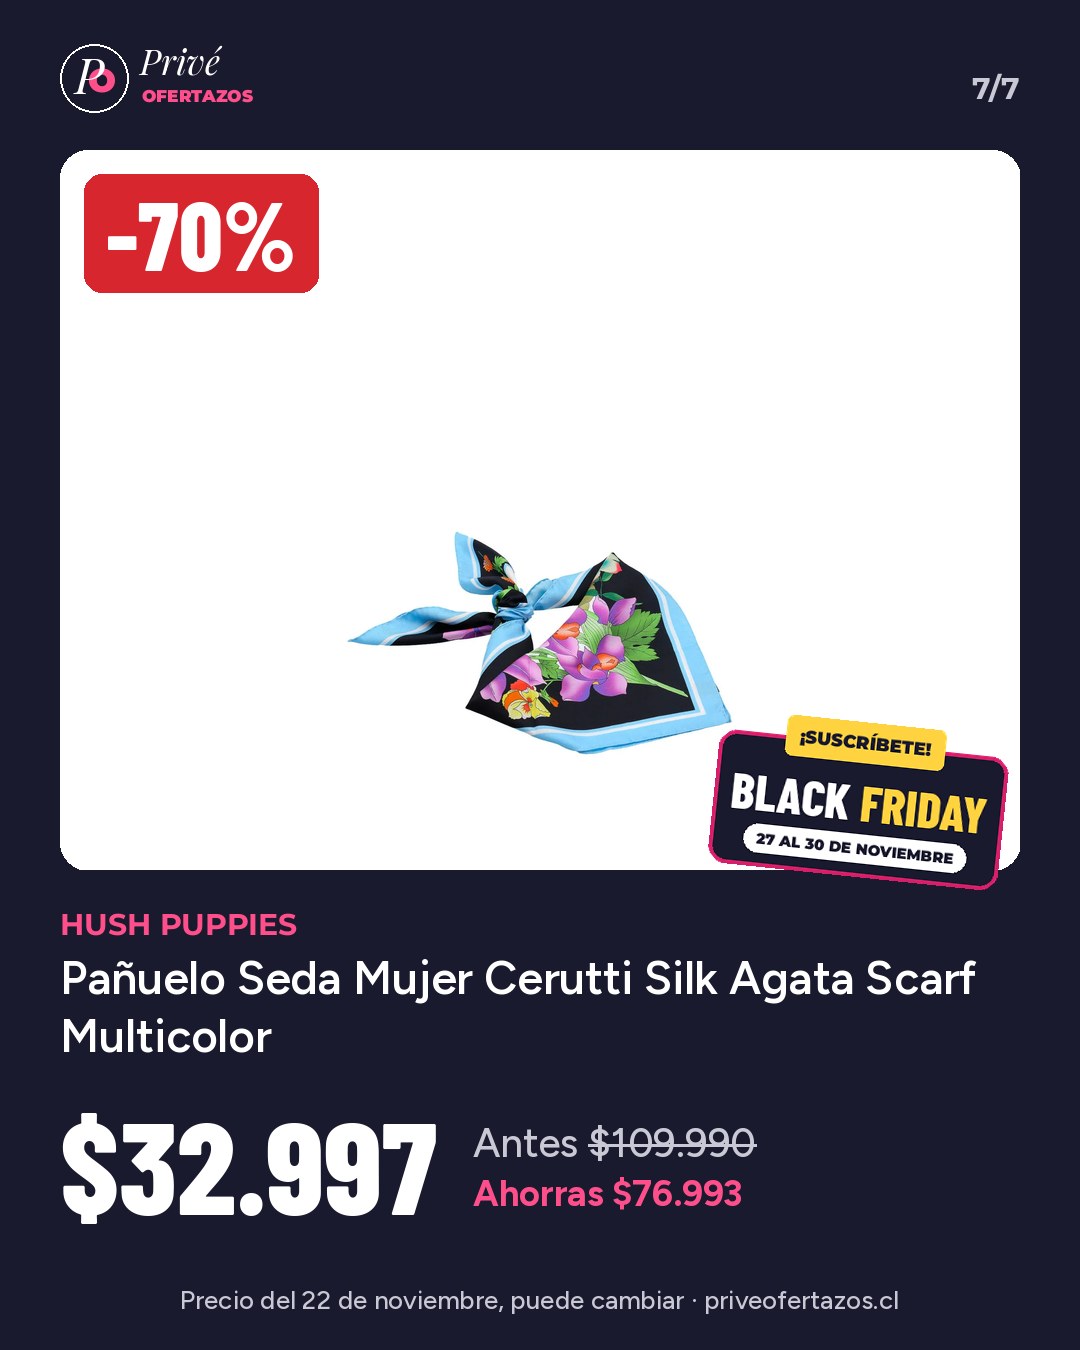 Po
Privé
OFERTAZOS
7/7
-70%
¡SUSCRÍBETE!
BLACK FRIDAY
27 AL 30 DE NOVIEMBRE
HUSH PUPPIES
Pañuelo Seda Mujer Cerutti Silk Agata Scarf
Multicolor
$32.997
Antes $109.990
Ahorras $76.993
Precio del 22 de noviembre, puede cambiar · priveofertazos.cl